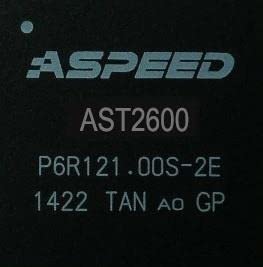 ASPEED
AST2600
P6R121.00S-2E
1422 TAN A0 GP